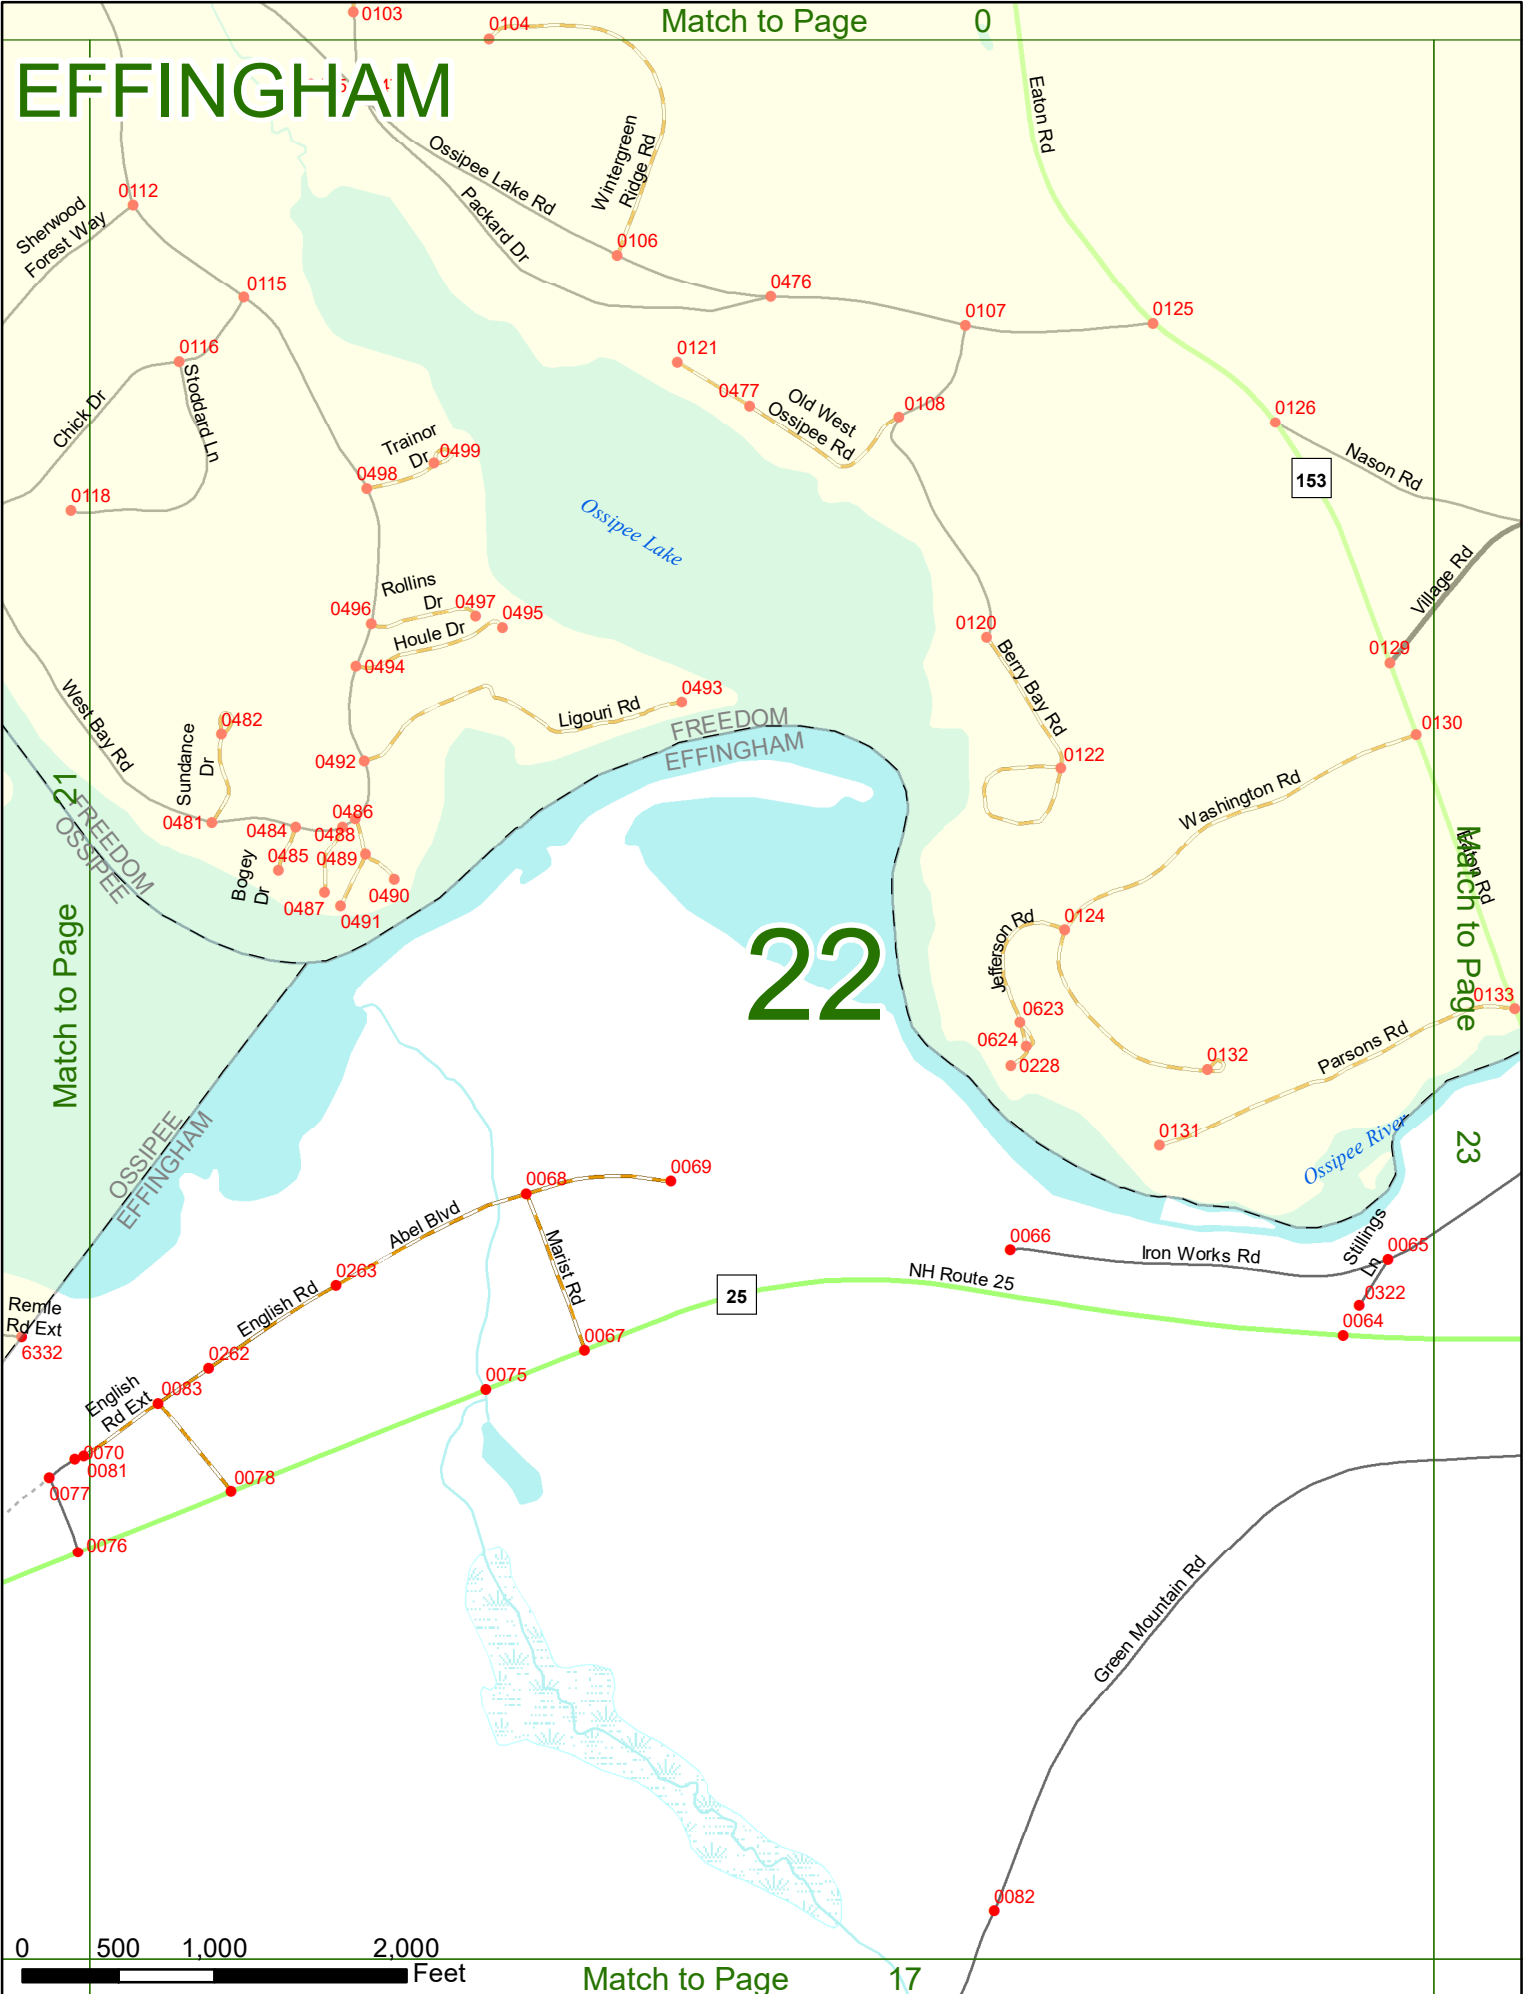 Match to Page 0
EFFINGHAM
0103
0104
Eaton Rd
Wintergreen
Ridge Rd
Ossipee Lake Rd
Packard Dr
0112
Sherwood
Forest Way
0106
0115
0476
0107
0125
0116
Stoddard Ln
Chick Dr
0121
0477
Old West
Ossipee Rd
0108
0126
Nason Rd
153
Trainor
Dr
0499
0498
0118
Ossipee Lake
Village Rd
Rollins
Dr
0496
0497
0495
Houle Dr
0494
0120
Berry Bay Rd
0129
West Bay Rd
0493
Ligouri Rd
FREEDOM
EFFINGHAM
0482
Sundance
Dr
0130
0492
0122
Washington Rd
21
FREEDOM
OSSIPEE
0481
0484
0486
0488
0485
0489
Bogey
Dr
0490
0487
0491
Eaton Rd
Match to Page
22
Match to Page
0124
Jefferson Rd
0133
0623
0624
0228
0132
Parsons Rd
0131
Ossipee River
23
OSSIPEE
EFFINGHAM
0068
0069
Abel Blvd
Marist Rd
0066
Iron Works Rd
Stillings
Ln
0065
0263
English Rd
NH Route 25
25
0322
0064
Remle
Rd Ext
6332
0067
0262
0083
0075
English
Rd Ext
0070
0081
0077
0078
0076
Green Mountain Rd
0082
0 500 1,000 2,000
Feet
Match to Page 17